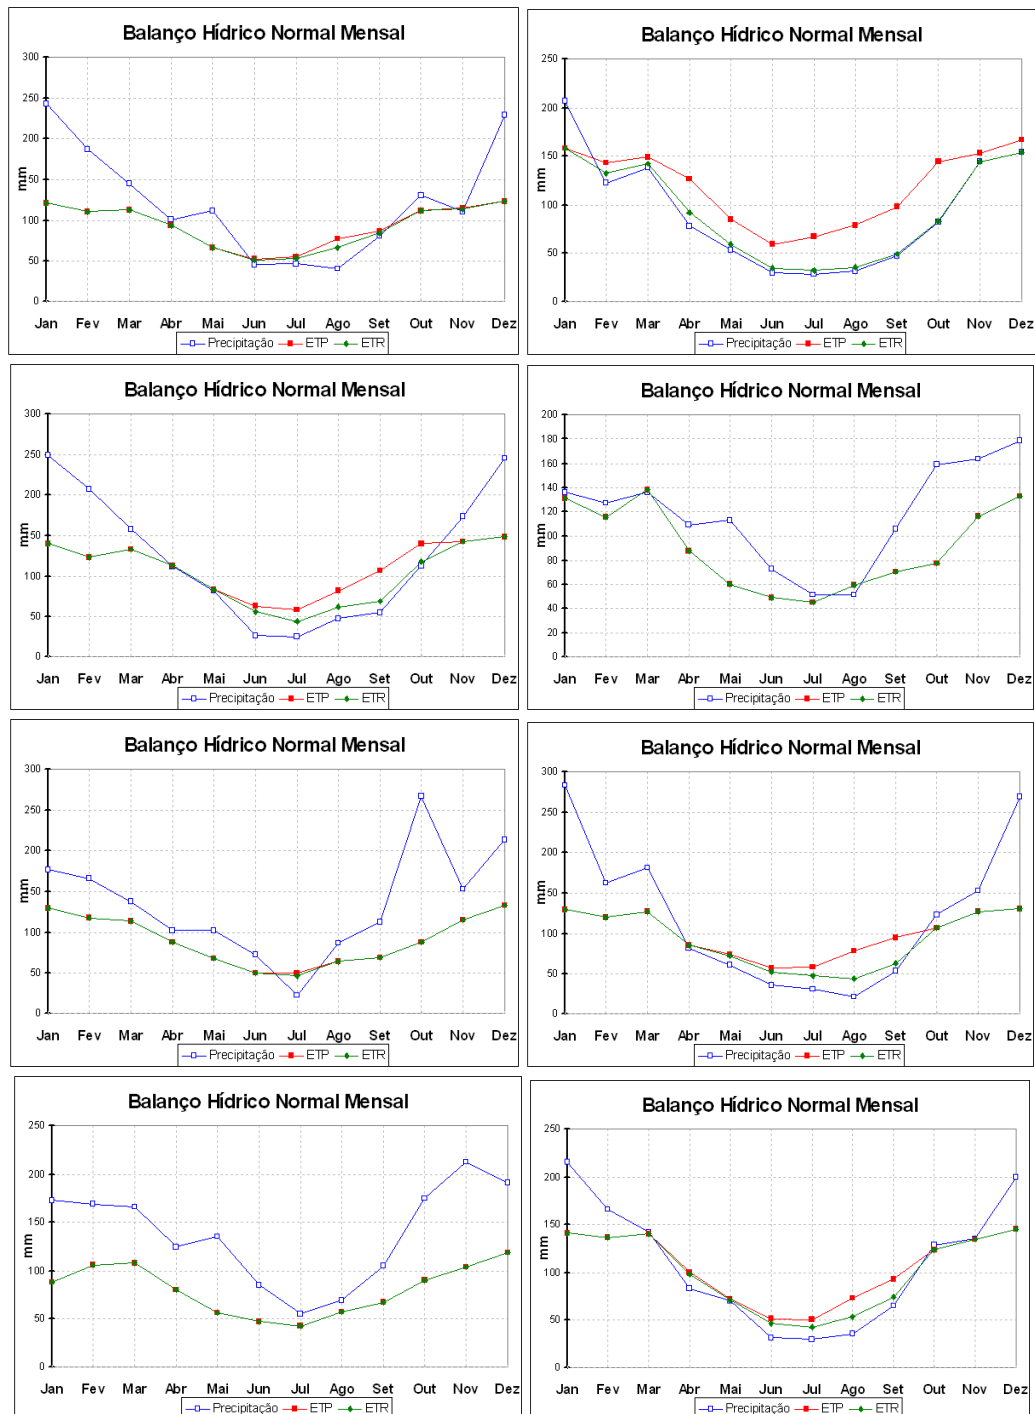 Balanço Hídrico Normal Mensal
300
250
200
150
100
50
0
mm
Jan Fev Mar Abr Mai Jun Jul Ago Set Out Nov Dez
Precipitação ETP ETR
Balanço Hídrico Normal Mensal
250
200
150
100
50
0
mm
Jan Fev Mar Abr Mai Jun Jul Ago Set Out Nov Dez
Precipitação ETP ETR
Balanço Hídrico Normal Mensal
300
250
200
150
100
50
0
mm
Jan Fev Mar Abr Mai Jun Jul Ago Set Out Nov Dez
Precipitação ETP ETR
Balanço Hídrico Normal Mensal
200
180
160
140
120
100
80
60
40
20
0
mm
Jan Fev Mar Abr Mai Jun Jul Ago Set Out Nov Dez
Precipitação ETP ETR
Balanço Hídrico Normal Mensal
300
250
200
150
100
50
0
mm
Jan Fev Mar Abr Mai Jun Jul Ago Set Out Nov Dez
Precipitação ETP ETR
Balanço Hídrico Normal Mensal
300
250
200
150
100
50
0
mm
Jan Fev Mar Abr Mai Jun Jul Ago Set Out Nov Dez
Precipitação ETP ETR
Balanço Hídrico Normal Mensal
250
200
150
100
50
0
mm
Jan Fev Mar Abr Mai Jun Jul Ago Set Out Nov Dez
Precipitação ETP ETR
Balanço Hídrico Normal Mensal
250
200
150
100
50
0
mm
Jan Fev Mar Abr Mai Jun Jul Ago Set Out Nov Dez
Precipitação ETP ETR